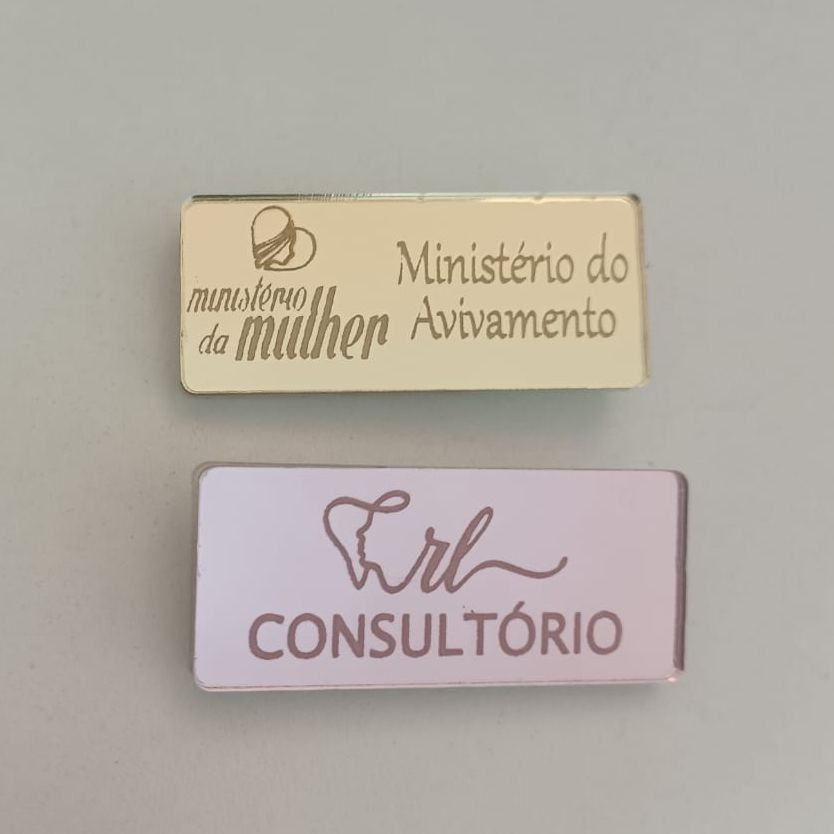 ministério
da mulher
Ministério do
Avivamento
rl
CONSULTÓRIO